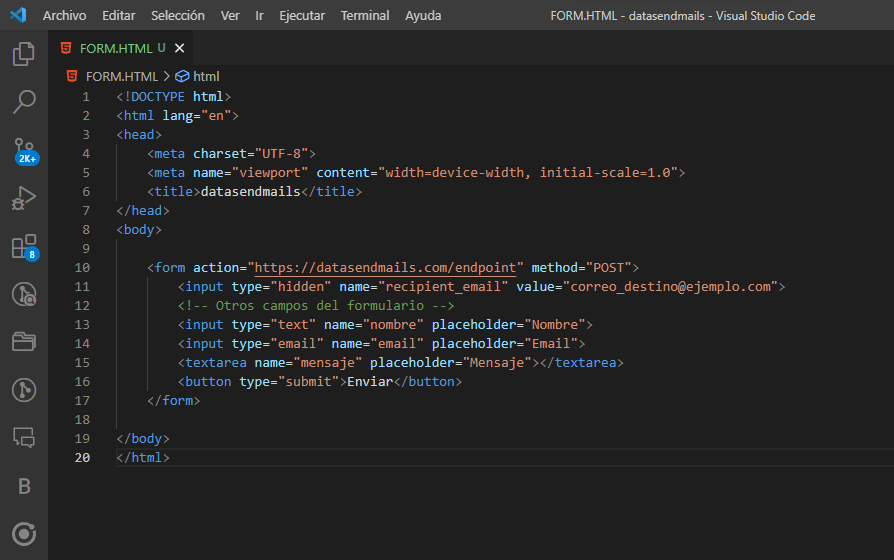 Archivo Editar Selección Ver Ir Ejecutar Terminal Ayuda FORM.HTML - datasendmails - Visual Studio Code
FORM.HTML U
FORM.HTML > html
1 <!DOCTYPE html>
2 <html lang="en">
3 <head>
4 <meta charset="UTF-8">
5 <meta name="viewport" content="width=device-width, initial-scale=1.0">
6 <title>datasendmails</title>
7 </head>
8 <body>
9
10 <form action="https://datasendmails.com/endpoint" method="POST">
11 <input type="hidden" name="recipient_email" value="correo_destino@ejemplo.com">
12 <!-- Otros campos del formulario -->
13 <input type="text" name="nombre" placeholder="Nombre">
14 <input type="email" name="email" placeholder="Email">
15 <textarea name="mensaje" placeholder="Mensaje"></textarea>
16 <button type="submit">Enviar</button>
17 </form>
18
19 </body>
20 </html>
2K+
8
B